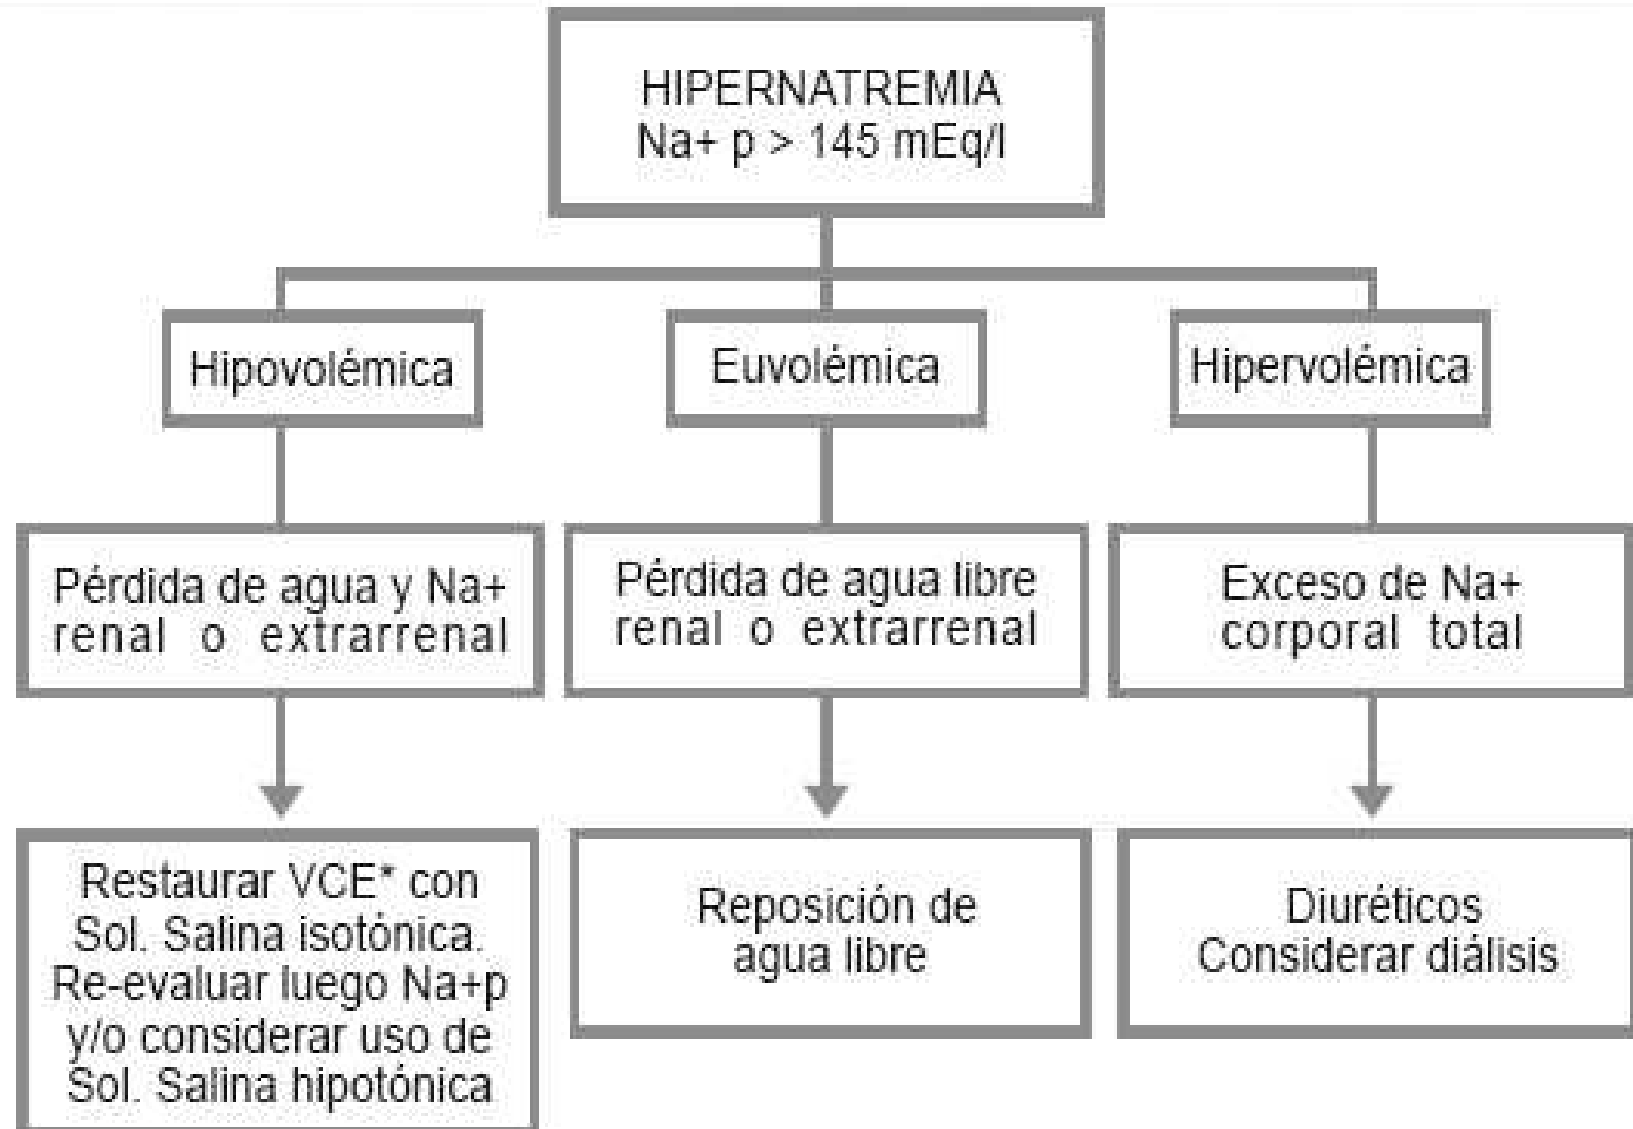 HIPERNATREMIA
Na+ p > 145 mEq/l
Hipovolémica
Euvolémica
Hipervolémica
Pérdida de agua y Na+
renal o extrarrenal
Pérdida de agua libre
renal o extrarrenal
Exceso de Na+
corporal total
Restaurar VCE* con
Sol. Salina isotónica.
Re-evaluar luego Na+p
y/o considerar uso de
Sol. Salina hipotónica
Reposición de
agua libre
Diuréticos
Considerar diálisis